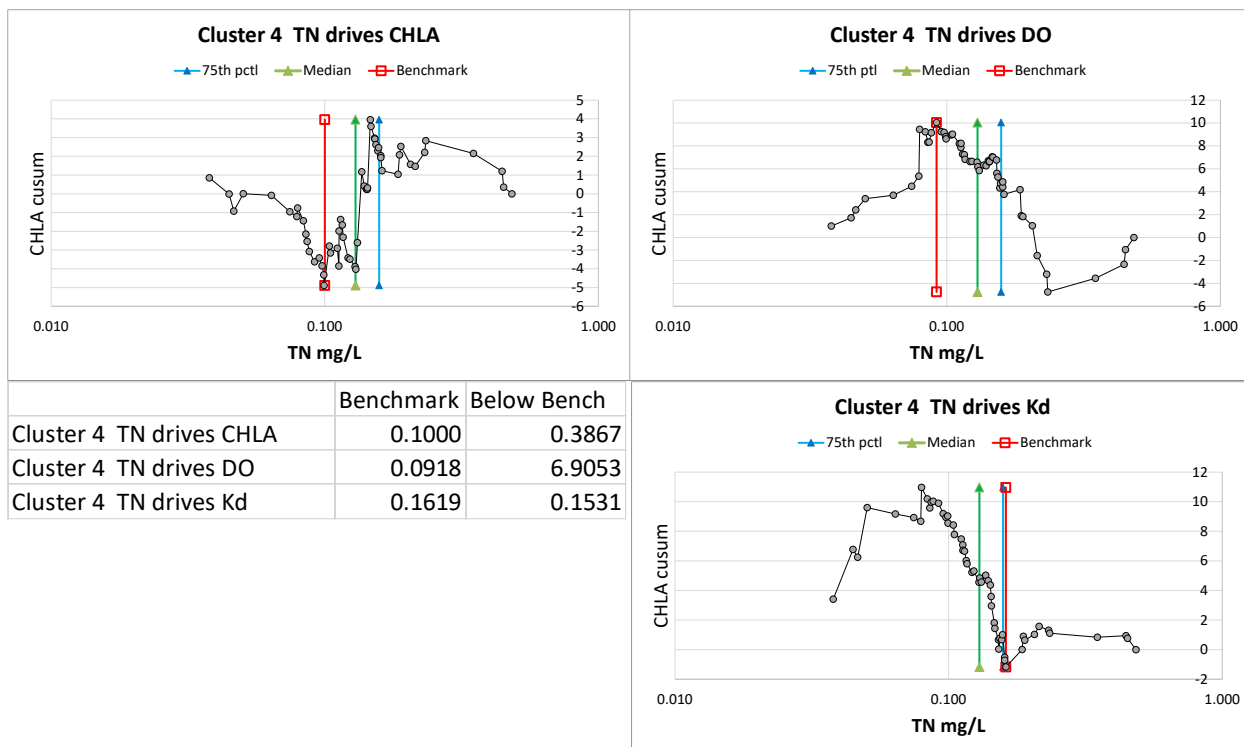 Cluster 4 TN drives CHLA
75th pctl Median Benchmark
5
4
3
2
1
0
-1
-2
-3
-4
-5
-6
CHLA cusum
0.010 0.100 1.000
TN mg/L
Cluster 4 TN drives DO
75th ptl Median Benchmark
12
10
8
6
4
2
0
-2
-4
-6
CHLA cusum
0.010 0.100 1.000
TN mg/L
Benchmark Below Bench
Cluster 4 TN drives CHLA 0.1000 0.3867
Cluster 4 TN drives DO 0.0918 6.9053
Cluster 4 TN drives Kd 0.1619 0.1531
Cluster 4 TN drives Kd
75th pctl Median Benchmark
12
10
8
6
4
2
0
-2
CHLA cusum
0.010 0.100 1.000
TN mg/L